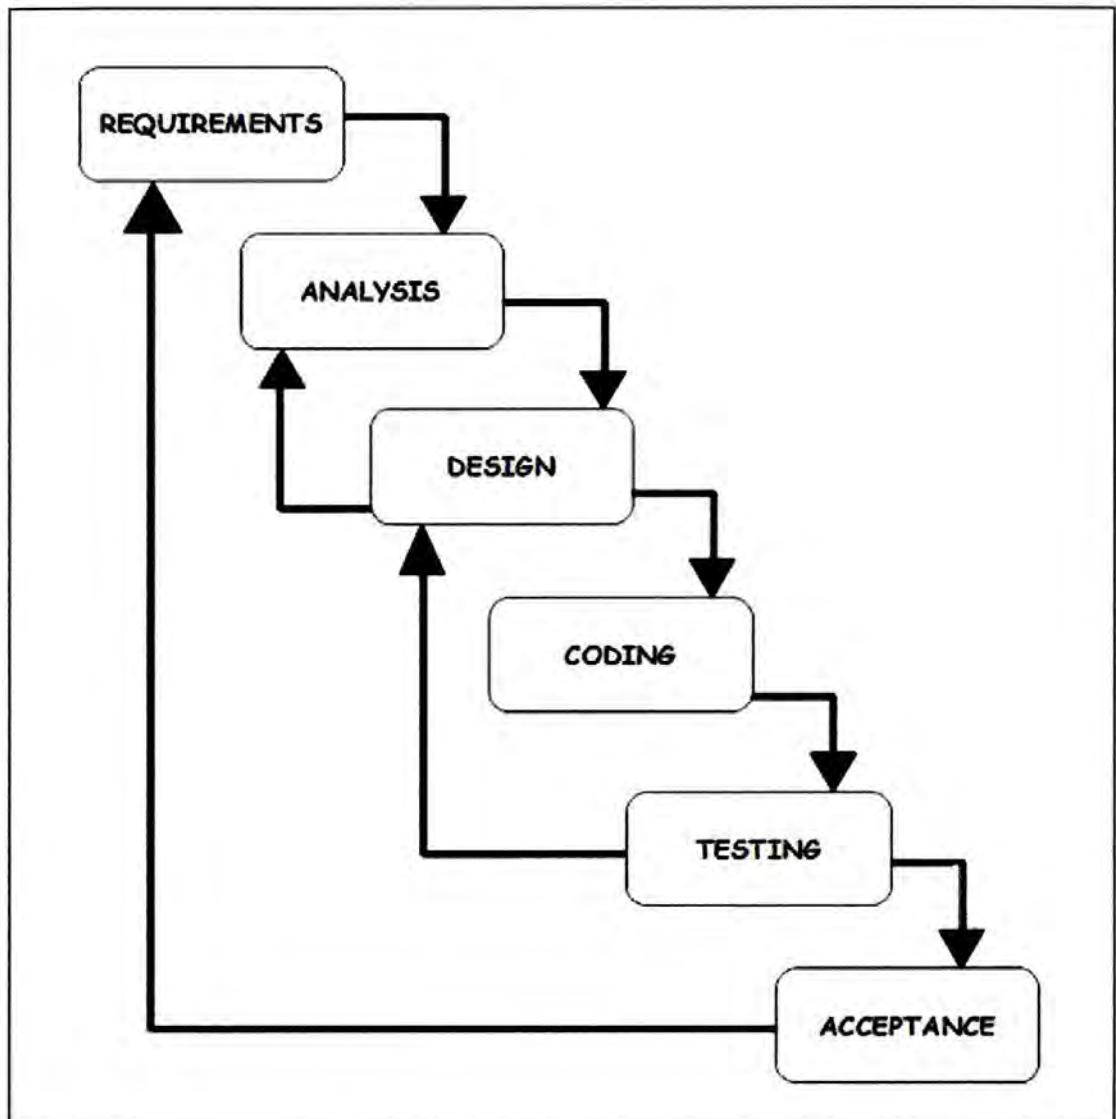 REQUIREMENTS
ANALYSIS
DESIGN
CODING
TESTING
ACCEPTANCE